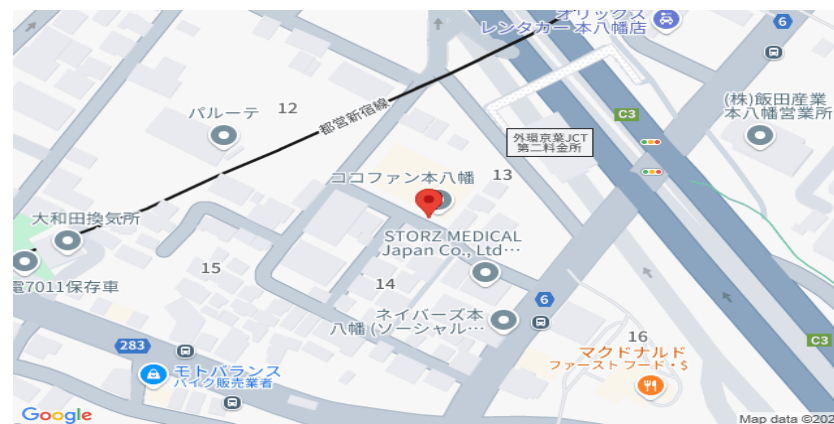 オリックス
レンタカー 本八幡店
6
(株)飯田産業
本八幡営業所
12
パルーテ
都営新宿線
C3
外環京葉JCT
第二料金所
ココファン本八幡
13
大和田換気所
STORZ MEDICAL
Japan Co., Ltd…
15
14
電7011保存車
6
ネイバーズ本
八幡 (ソーシャル…
16
283
C3
マクドナルド
ファースト フード・$
モトバランス
バイク販売業者
Google
Map data ©202